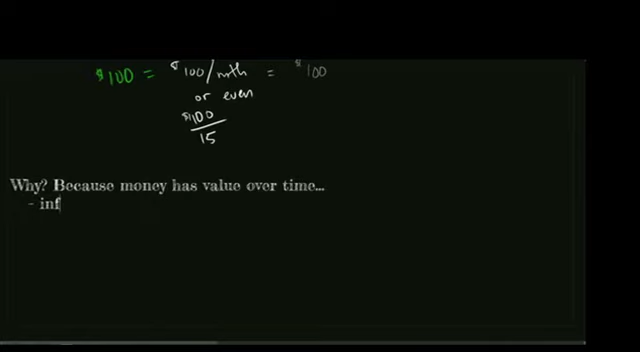 $100 = $100/mth = $100
or even
$100
15
Why? Because money has value over time...
- inf